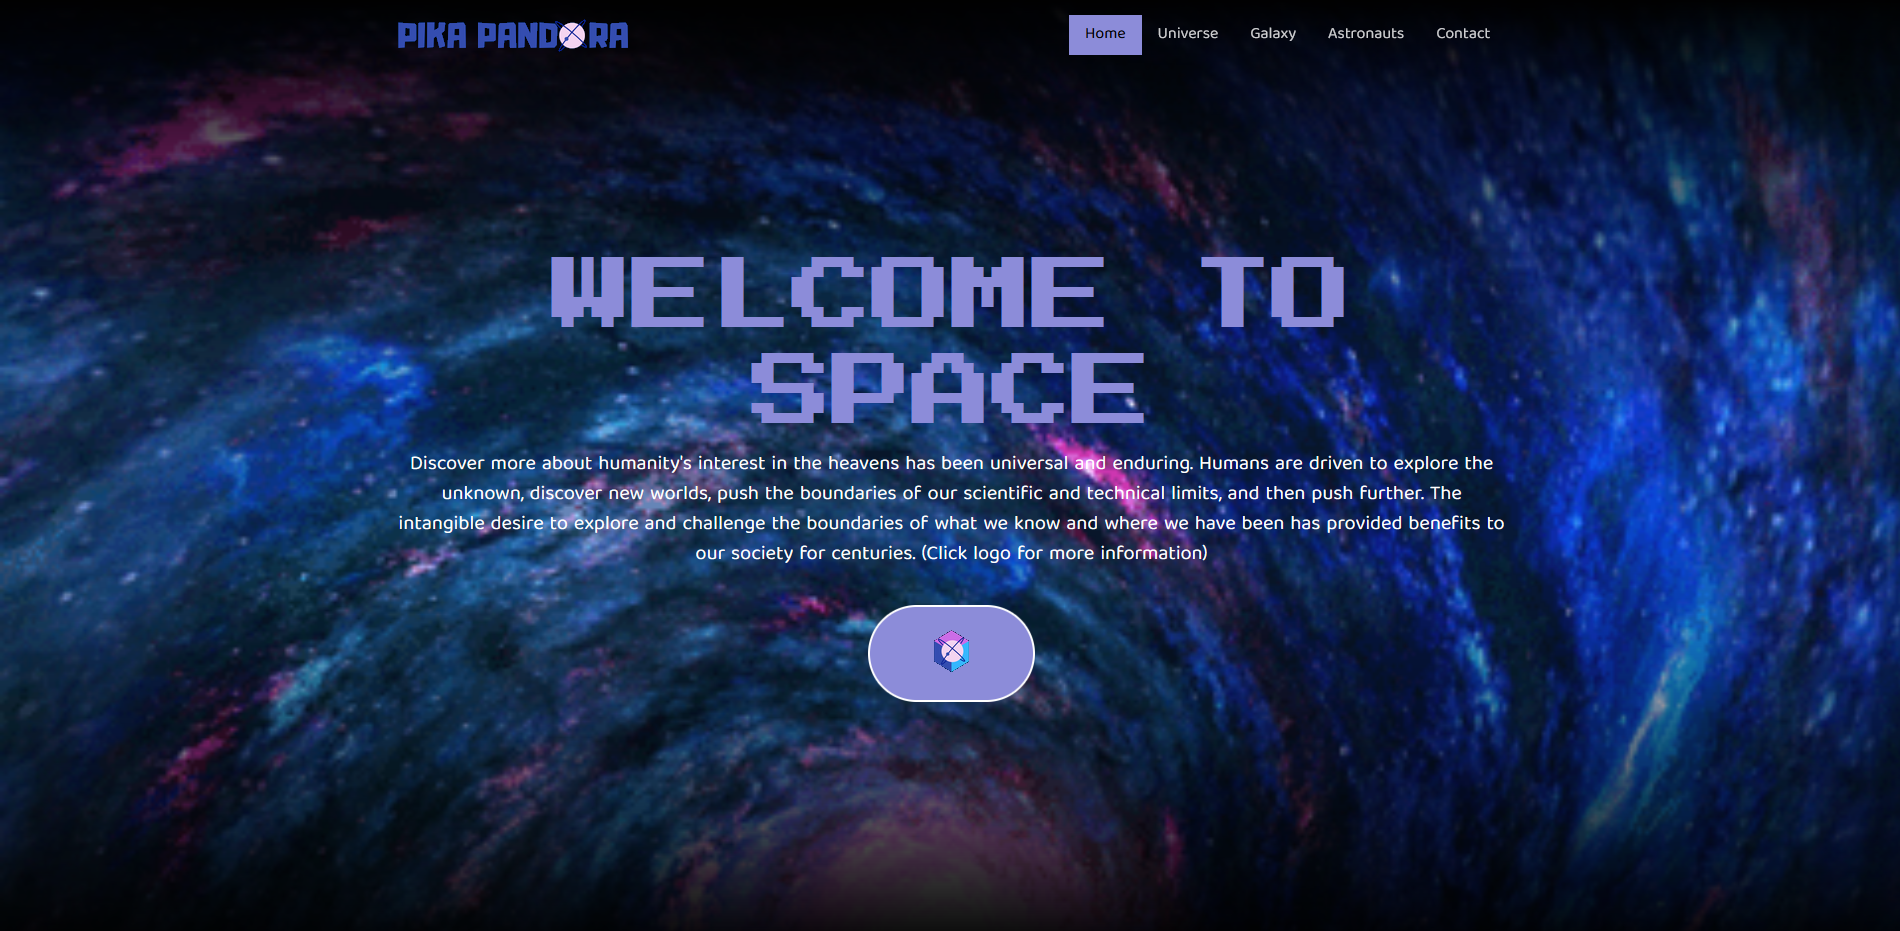 PIKA PANDORA
Home Universe Galaxy Astronauts Contact
WELCOME TO
SPACE
Discover more about humanity's interest in the heavens has been universal and enduring. Humans are driven to explore the
unknown, discover new worlds, push the boundaries of our scientific and technical limits, and then push further. The
intangible desire to explore and challenge the boundaries of what we know and where we have been has provided benefits to
our society for centuries. (Click logo for more information)